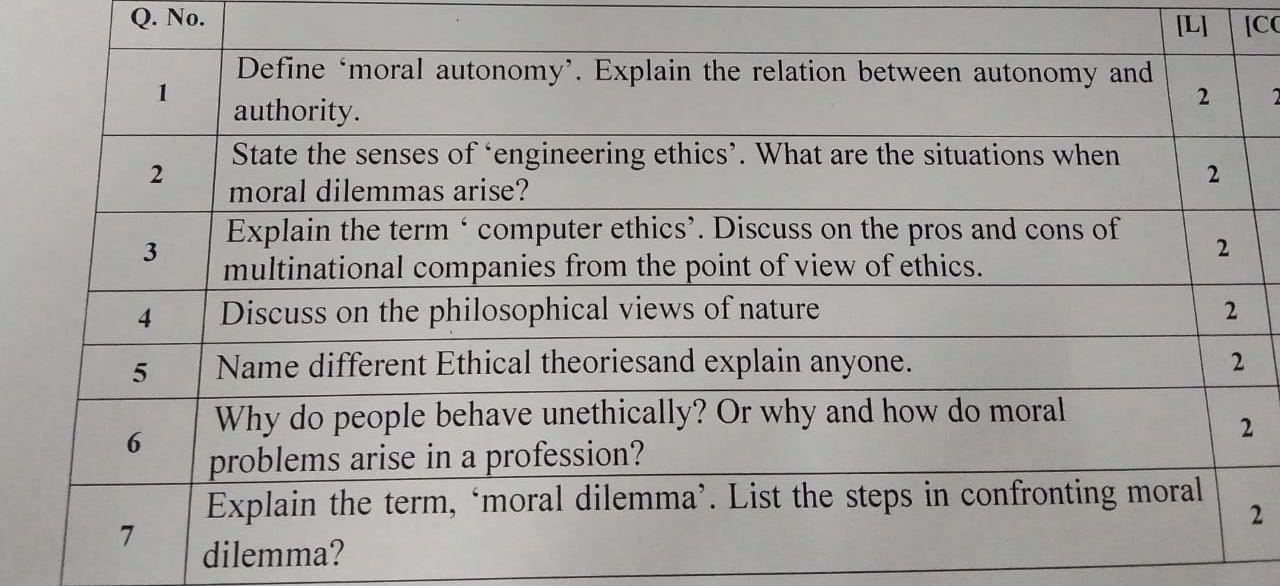 Q. No. [L]
1 Define ‘moral autonomy’. Explain the relation between autonomy and
authority. 2
2 State the senses of ‘engineering ethics’. What are the situations when
moral dilemmas arise? 2
3 Explain the term ‘ computer ethics’. Discuss on the pros and cons of
multinational companies from the point of view of ethics. 2
4 Discuss on the philosophical views of nature 2
5 Name different Ethical theoriesand explain anyone. 2
6 Why do people behave unethically? Or why and how do moral
problems arise in a profession? 2
7 Explain the term, ‘moral dilemma’. List the steps in confronting moral
dilemma? 2